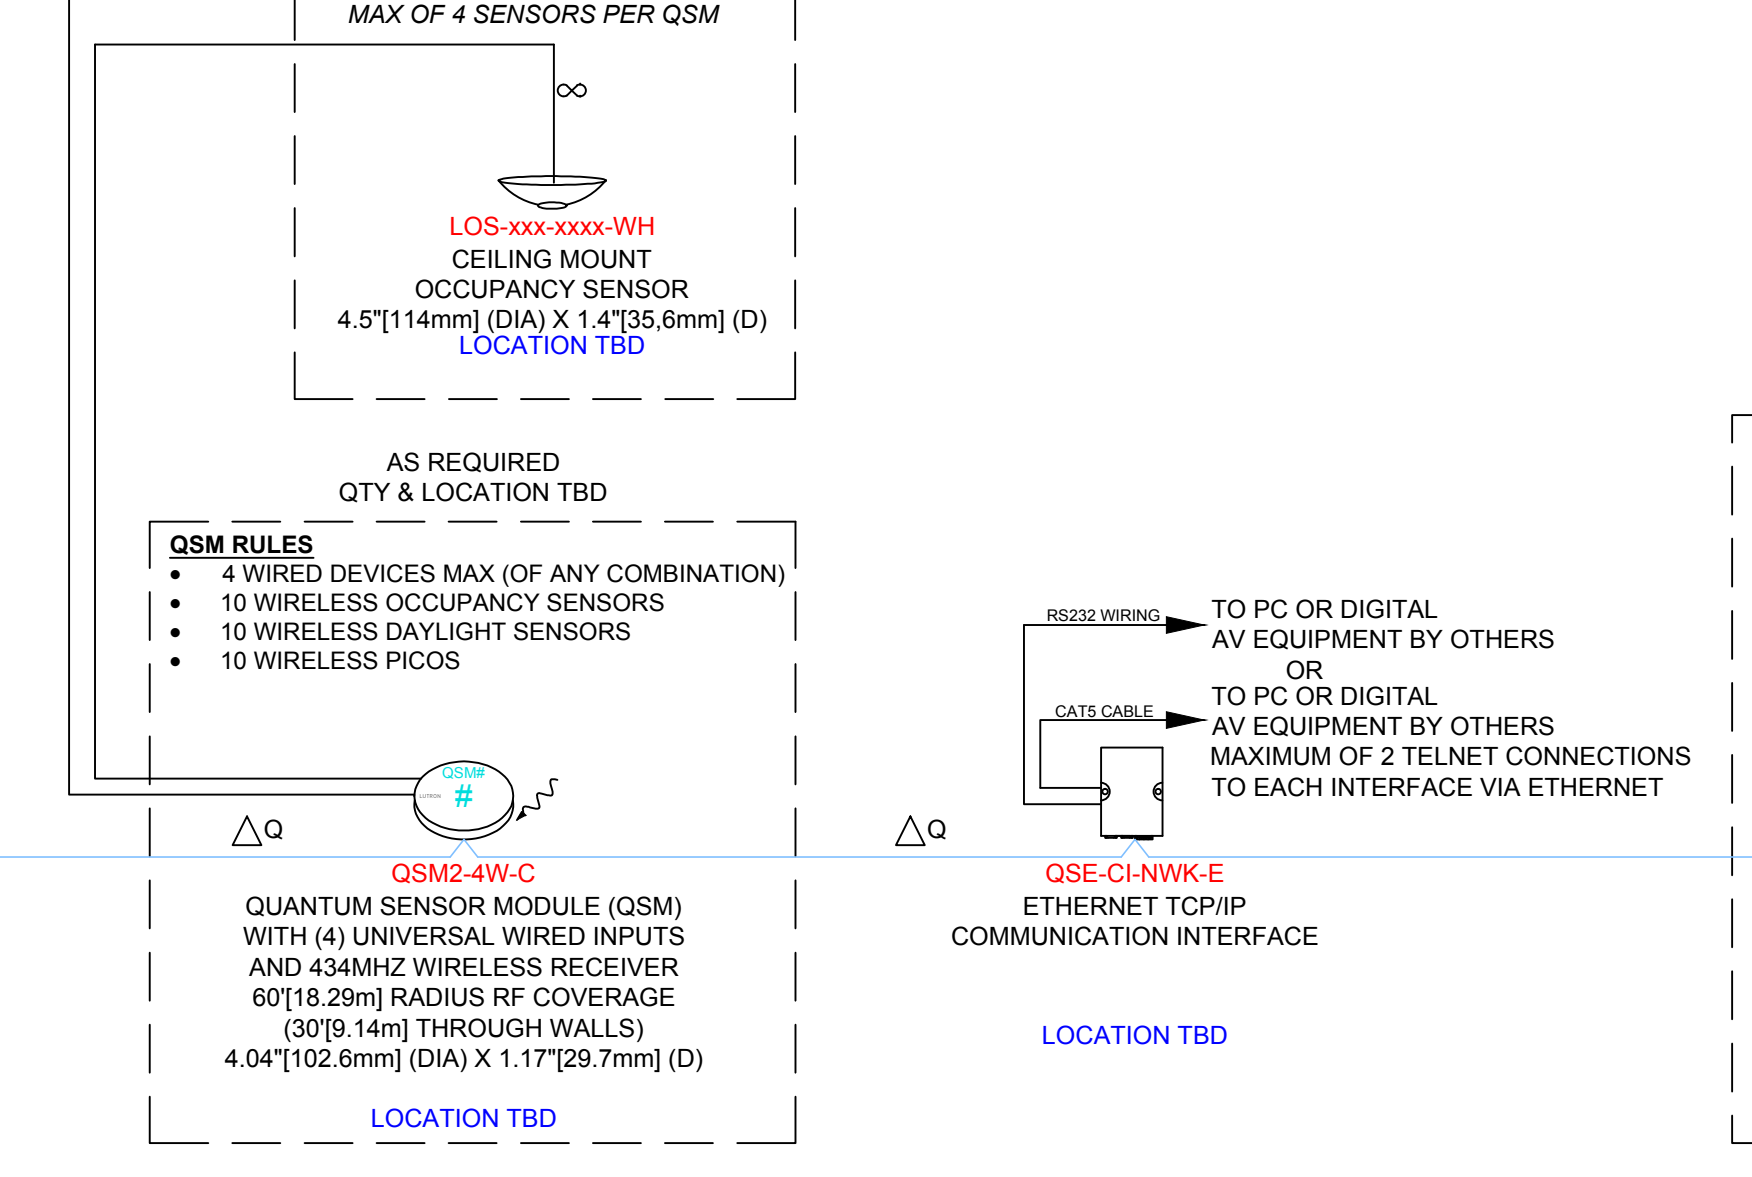 MAX OF 4 SENSORS PER QSM
∞
LOS-xxx-xxxx-WH
CEILING MOUNT
OCCUPANCY SENSOR
4.5"[114mm] (DIA) X 1.4"[35,6mm] (D)
LOCATION TBD
AS REQUIRED
QTY & LOCATION TBD
QSM RULES
• 4 WIRED DEVICES MAX (OF ANY COMBINATION)
• 10 WIRELESS OCCUPANCY SENSORS
• 10 WIRELESS DAYLIGHT SENSORS
• 10 WIRELESS PICOS
QSM#
LUTRON #
Q
QSM2-4W-C
QUANTUM SENSOR MODULE (QSM)
WITH (4) UNIVERSAL WIRED INPUTS
AND 434MHZ WIRELESS RECEIVER
60'[18.29m] RADIUS RF COVERAGE
(30'[9.14m] THROUGH WALLS)
4.04"[102.6mm] (DIA) X 1.17"[29.7mm] (D)
LOCATION TBD
RS232 WIRING
TO PC OR DIGITAL
AV EQUIPMENT BY OTHERS
OR
CAT5 CABLE
TO PC OR DIGITAL
AV EQUIPMENT BY OTHERS
MAXIMUM OF 2 TELNET CONNECTIONS
TO EACH INTERFACE VIA ETHERNET
Q
QSE-CI-NWK-E
ETHERNET TCP/IP
COMMUNICATION INTERFACE
LOCATION TBD